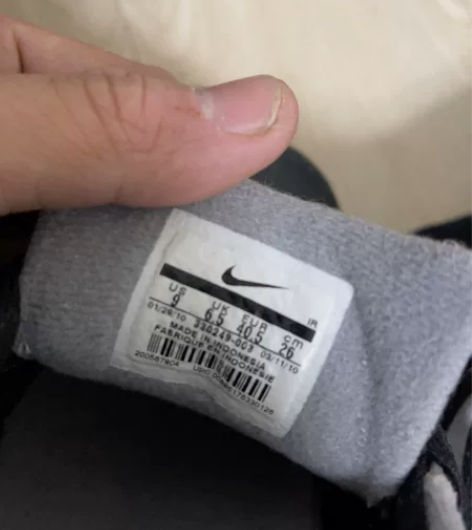 US UK EUR cm
9 6.5 40.5 26
01/28/10 336249-003 03/11/10
MADE IN INDONESIA
FABRIQUE EN INDONESIE